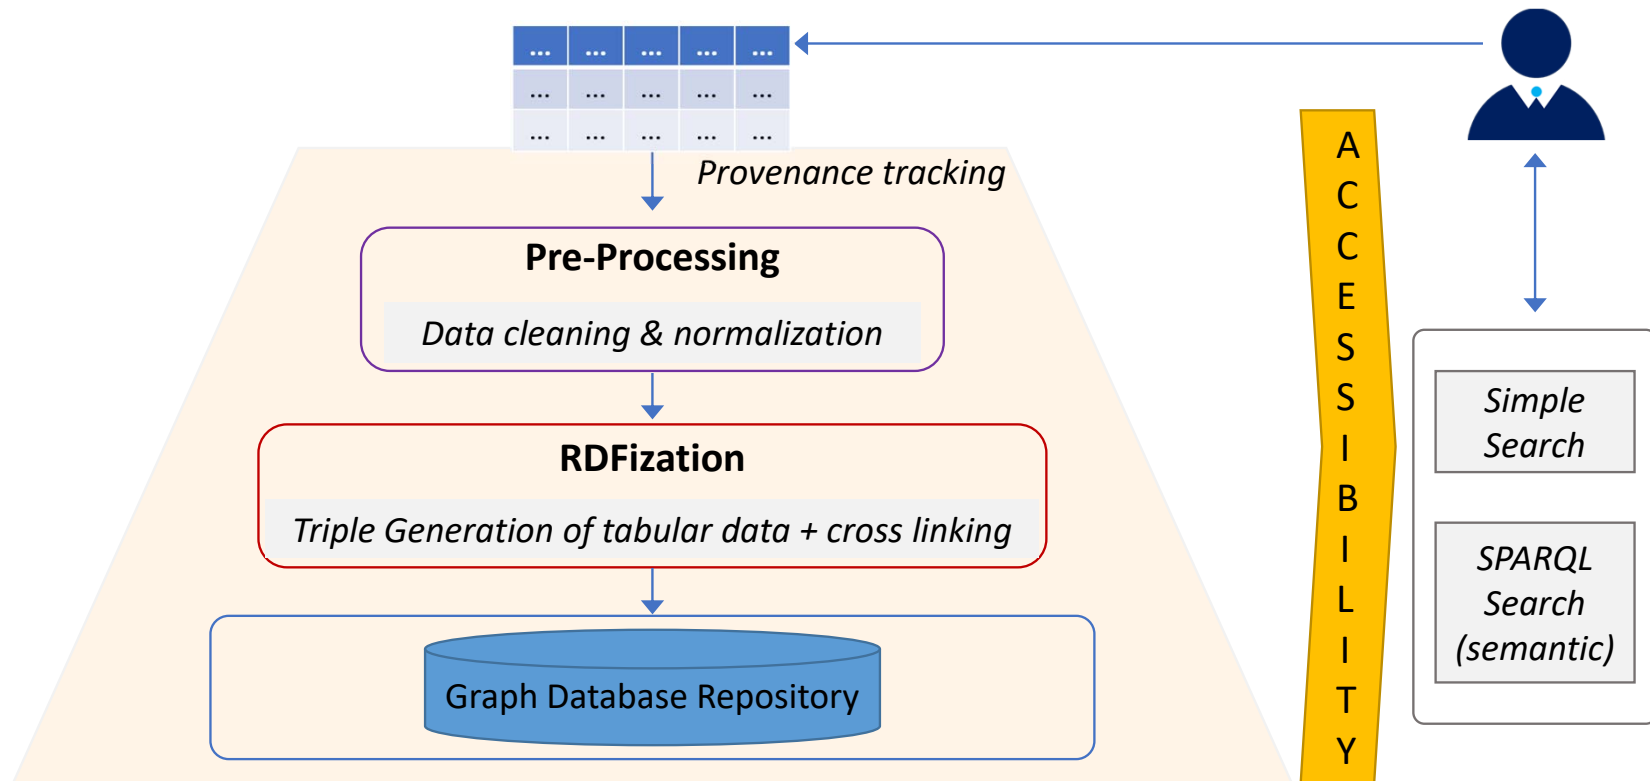 ... ... ... ... ...
... ... ... ... ...
... ... ... ... ...
Provenance tracking
Pre-Processing
Data cleaning & normalization
RDFization
Triple Generation of tabular data + cross linking
Graph Database Repository
A
C
C
E
S
S
I
B
I
L
I
T
Y
Simple
Search
SPARQL
Search
(semantic)